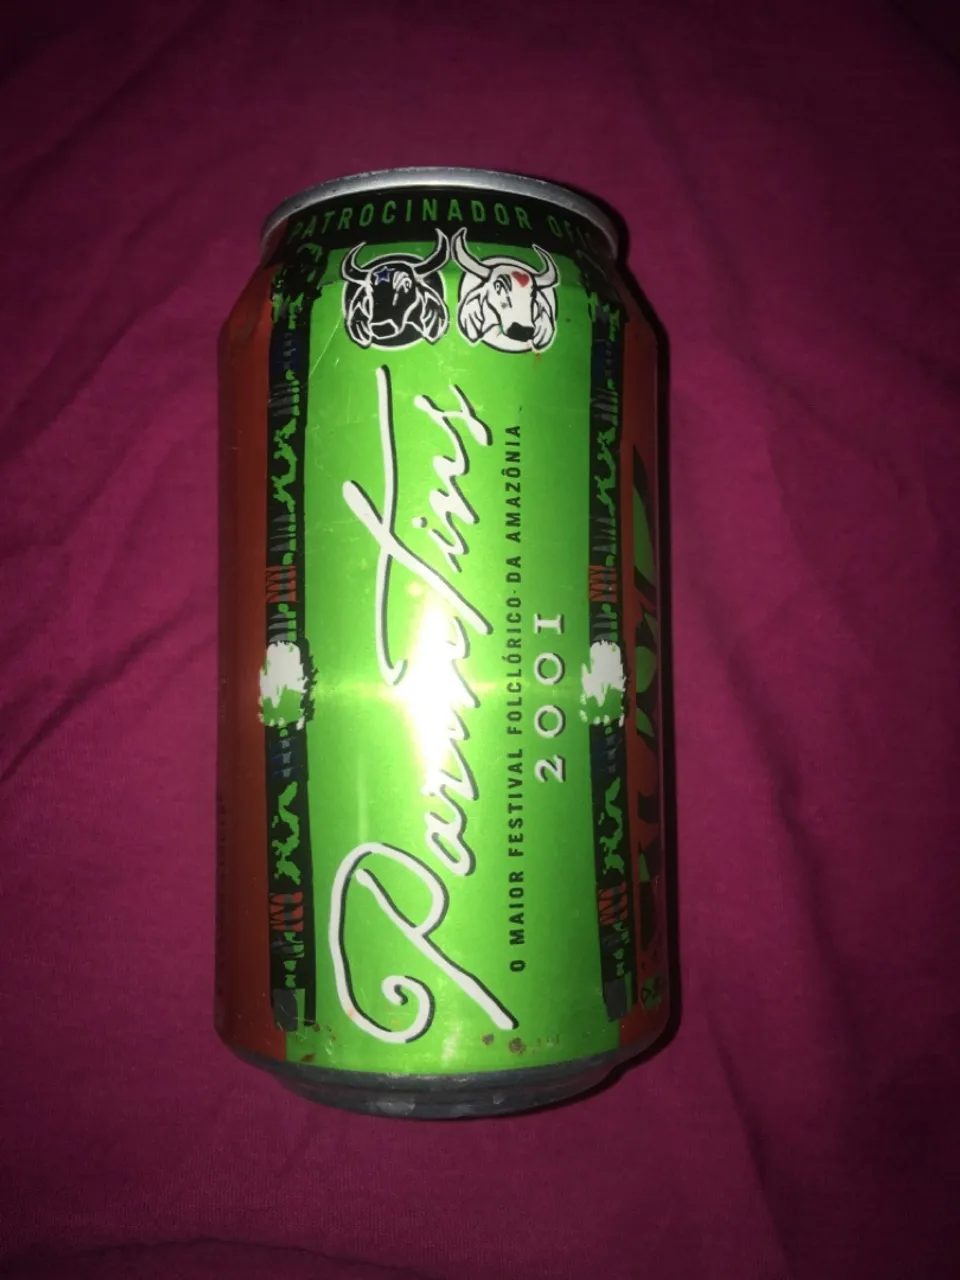 PATROCINADOR
Parintins
O MAIOR FESTIVAL FOLCLÓRICO DA AMAZÔNIA
2001